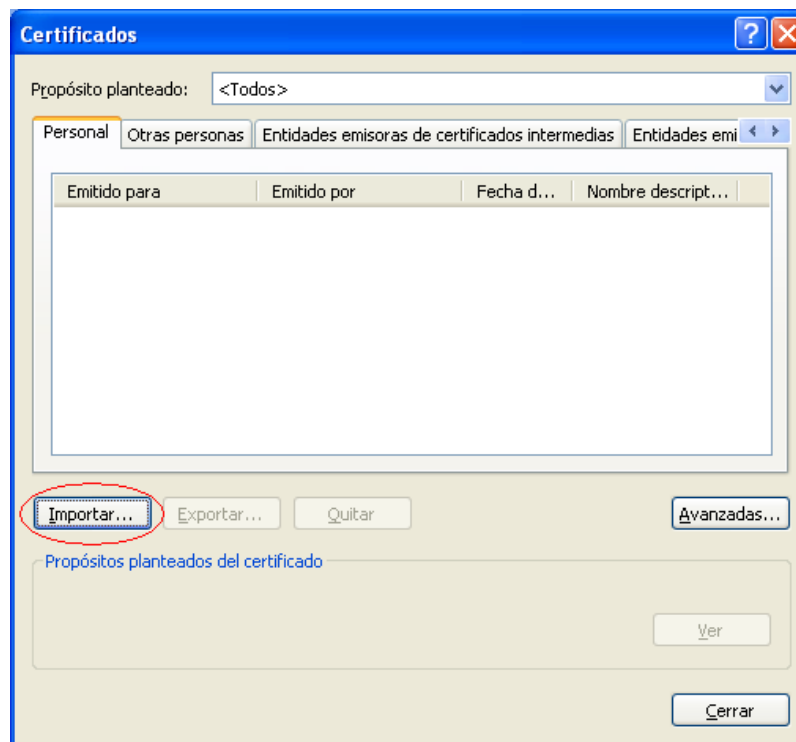 Certificados
Propósito planteado: <Todos>
Personal Otras personas Entidades emisoras de certificados intermedias Entidades emi
Emitido para Emitido por Fecha d... Nombre descript...
Importar... Exportar... Quitar Avanzadas...
Propósitos planteados del certificado
Ver
Cerrar